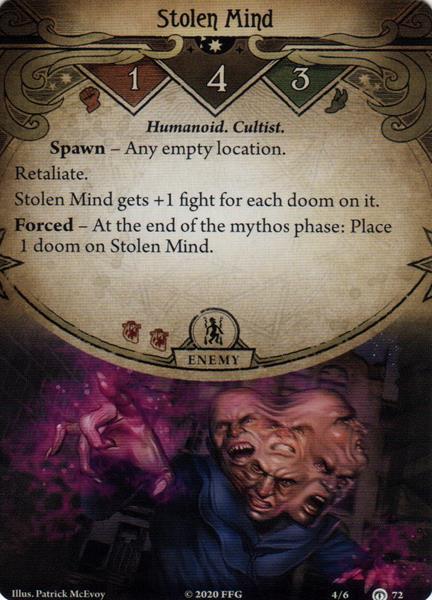 Stolen Mind
1 4 3
Humanoid. Cultist.
Spawn – Any empty location.
Retaliate.
Stolen Mind gets +1 fight for each doom on it.
Forced – At the end of the mythos phase: Place
1 doom on Stolen Mind.
ENEMY
Illus. Patrick McEvoy © 2020 FFG 4/6 72